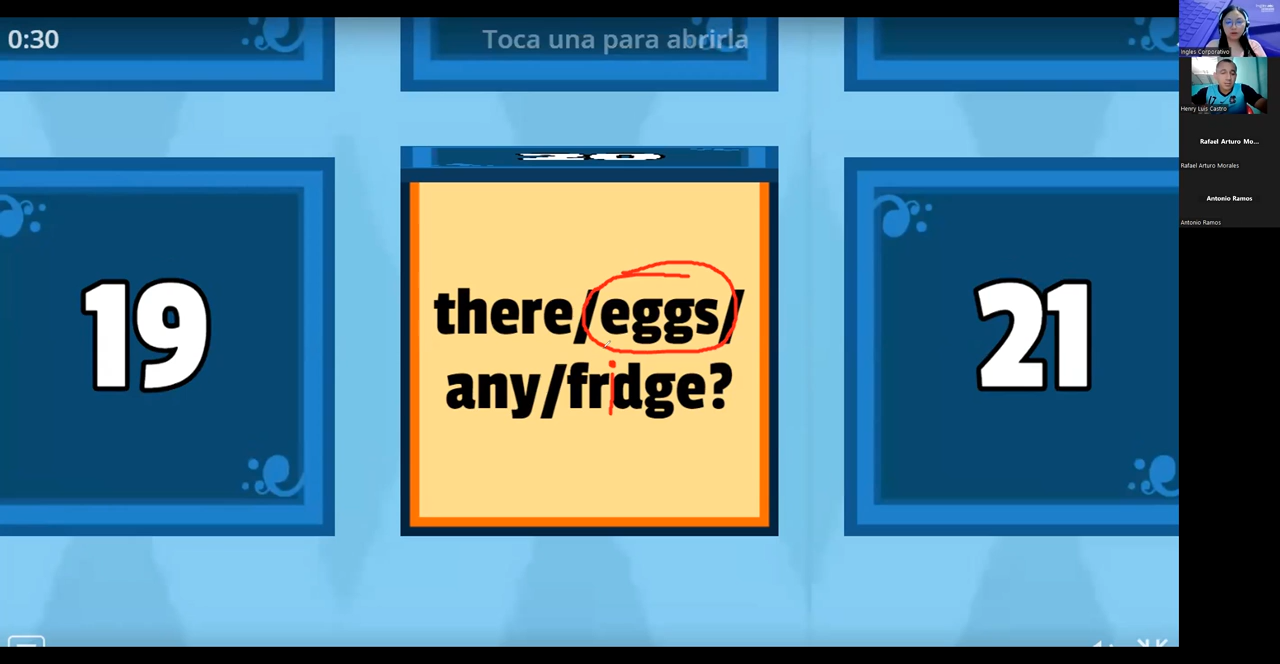 0:30
Toca una para abrirla
20
19
there/eggs/
any/fridge?
21
Ingles Corporativo
Henry Luis Castro
Rafael Arturo Mo...
Rafael Arturo Morales
Antonio Ramos
Antonio Ramos